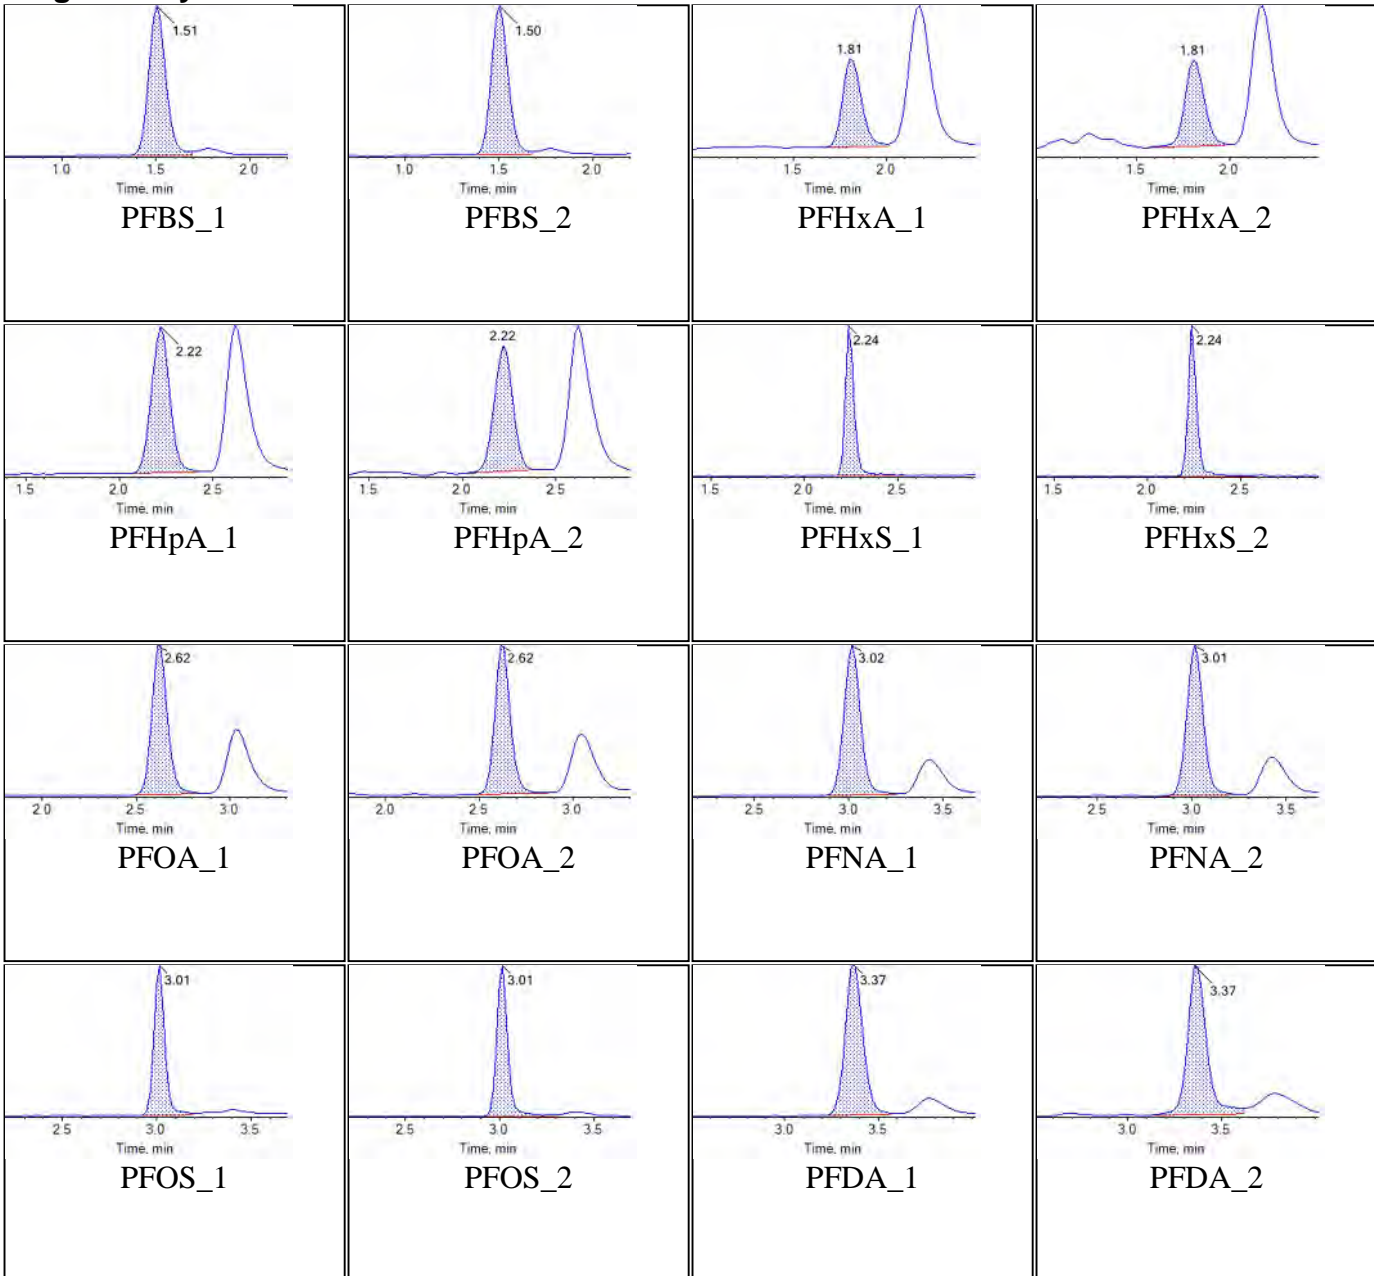 1.51
1.0 1.5 2.0
Time, min
PFBS_1
1.50
1.0 1.5 2.0
Time, min
PFBS_2
1.81
1.5 2.0
Time, min
PFHxA_1
1.81
1.5 2.0
Time, min
PFHxA_2
2.22
1.5 2.0 2.5
Time, min
PFHpA_1
2.22
1.5 2.0 2.5
Time, min
PFHpA_2
2.24
1.5 2.0 2.5
Time, min
PFHxS_1
2.24
1.5 2.0 2.5
Time, min
PFHxS_2
2.62
2.0 2.5 3.0
Time, min
PFOA_1
2.62
2.0 2.5 3.0
Time, min
PFOA_2
3.02
2.5 3.0 3.5
Time, min
PFNA_1
3.01
2.5 3.0 3.5
Time, min
PFNA_2
3.01
2.5 3.0 3.5
Time, min
PFOS_1
3.01
2.5 3.0 3.5
Time, min
PFOS_2
3.37
3.0 3.5
Time, min
PFDA_1
3.37
3.0 3.5
Time, min
PFDA_2